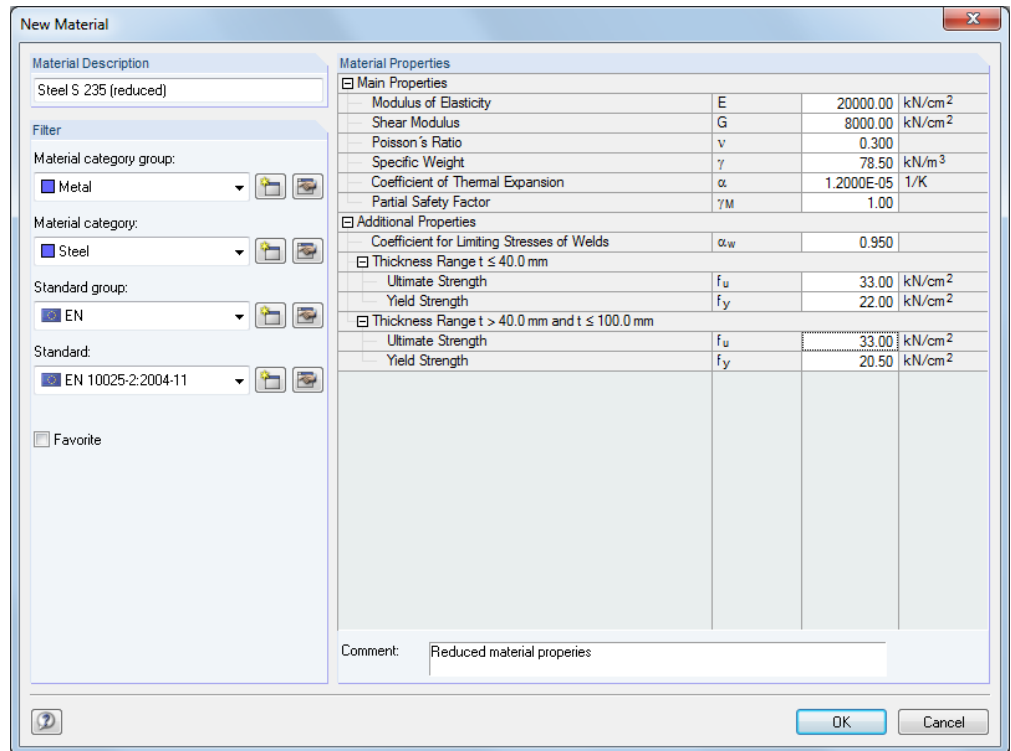 New Material
Material Description
Steel S 235 (reduced)
Filter
Material category group:
Metal
Material category:
Steel
Standard group:
EN
Standard:
EN 10025-2:2004-11
Favorite
Material Properties
Main Properties
Modulus of Elasticity E 20000.00 kN/cm²
Shear Modulus G 8000.00 kN/cm²
Poisson´s Ratio ν 0.300
Specific Weight γ 78.50 kN/m³
Coefficient of Thermal Expansion α 1.2000E-05 1/K
Partial Safety Factor γM 1.00
Additional Properties
Coefficient for Limiting Stresses of Welds αw 0.950
Thickness Range t ≤ 40.0 mm
Ultimate Strength fu 33.00 kN/cm²
Yield Strength fy 22.00 kN/cm²
Thickness Range t > 40.0 mm and t ≤ 100.0 mm
Ultimate Strength fu 33.00 kN/cm²
Yield Strength fy 20.50 kN/cm²
Comment: Reduced material properies
OK Cancel